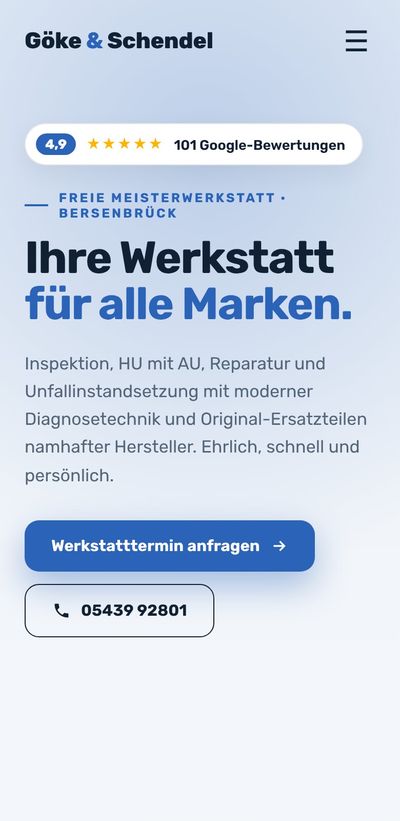 Göke & Schendel
4,9 ★★★★★ 101 Google-Bewertungen
FREIE MEISTERWERKSTATT ·
BERSENBRÜCK
Ihre Werkstatt
für alle Marken.
Inspektion, HU mit AU, Reparatur und
Unfallinstandsetzung mit moderner
Diagnosetechnik und Original-Ersatzteilen
namhafter Hersteller. Ehrlich, schnell und
persönlich.
Werkstatttermin anfragen →
05439 92801